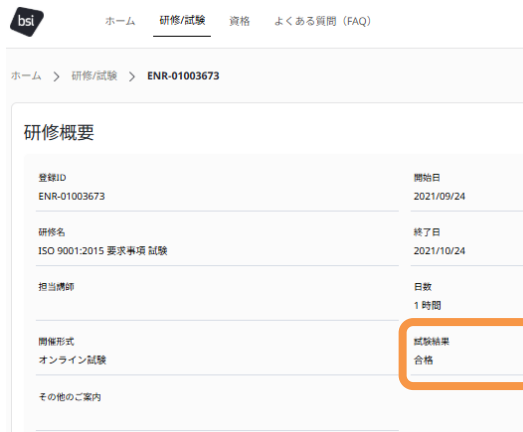 bsi
ホーム 研修/試験 資格 よくある質問（FAQ）
ホーム > 研修/試験 > ENR-01003673
研修概要
登録ID
ENR-01003673
開始日
2021/09/24
研修名
ISO 9001:2015 要求事項 試験
終了日
2021/10/24
担当講師
日数
1 時間
開催形式
オンライン試験
試験結果
合格
その他のご案内